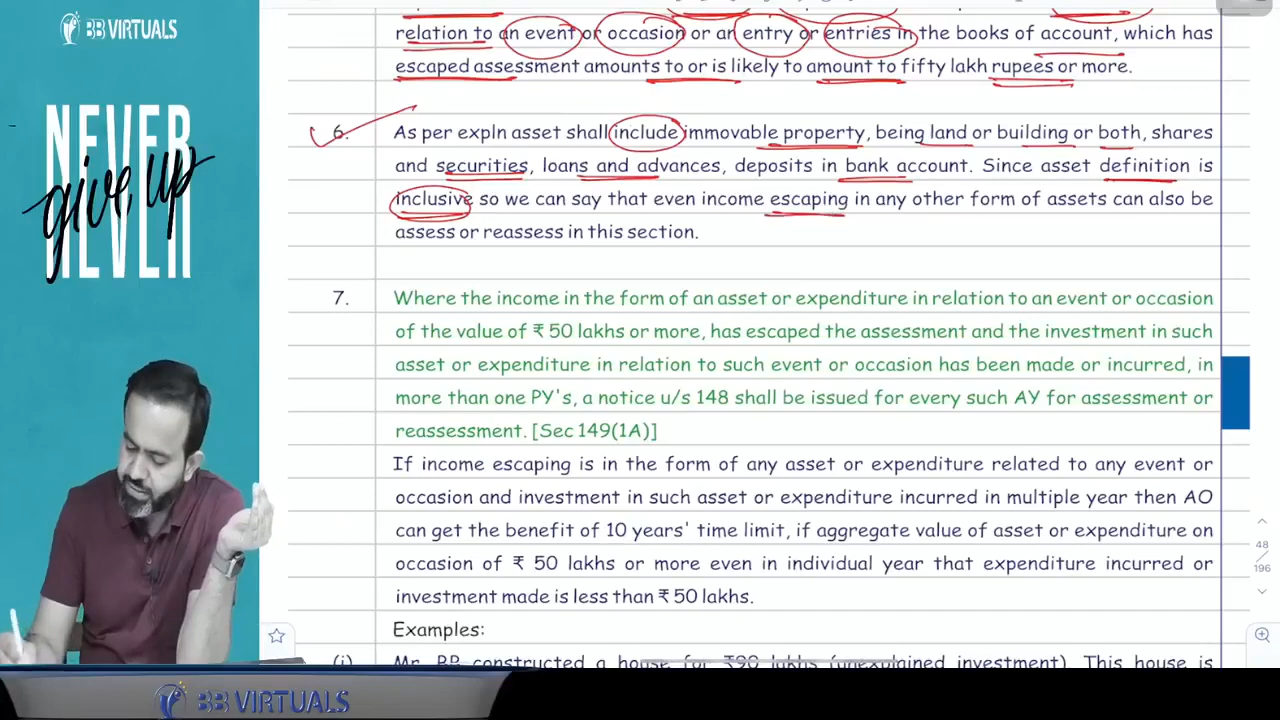 BB VIRTUALS
NEVER
give up
NEVER
relation to an event or occasion or an entry or entries in the books of account, which has
escaped assessment amounts to or is likely to amount to fifty lakh rupees or more.
6. As per expln asset shall include immovable property, being land or building or both, shares
and securities, loans and advances, deposits in bank account. Since asset definition is
inclusive so we can say that even income escaping in any other form of assets can also be
assess or reassess in this section.
7. Where the income in the form of an asset or expenditure in relation to an event or occasion
of the value of ₹ 50 lakhs or more, has escaped the assessment and the investment in such
asset or expenditure in relation to such event or occasion has been made or incurred, in
more than one PY's, a notice u/s 148 shall be issued for every such AY for assessment or
reassessment. [Sec 149(1A)]
If income escaping is in the form of any asset or expenditure related to any event or
occasion and investment in such asset or expenditure incurred in multiple year then AO
can get the benefit of 10 years' time limit, if aggregate value of asset or expenditure on
occasion of ₹ 50 lakhs or more even in individual year that expenditure incurred or
investment made is less than ₹ 50 lakhs.
Examples:
(i) Mr. BB constructed a house for ₹90 lakhs (unexplained investment). This house is
48
196
BB VIRTUALS